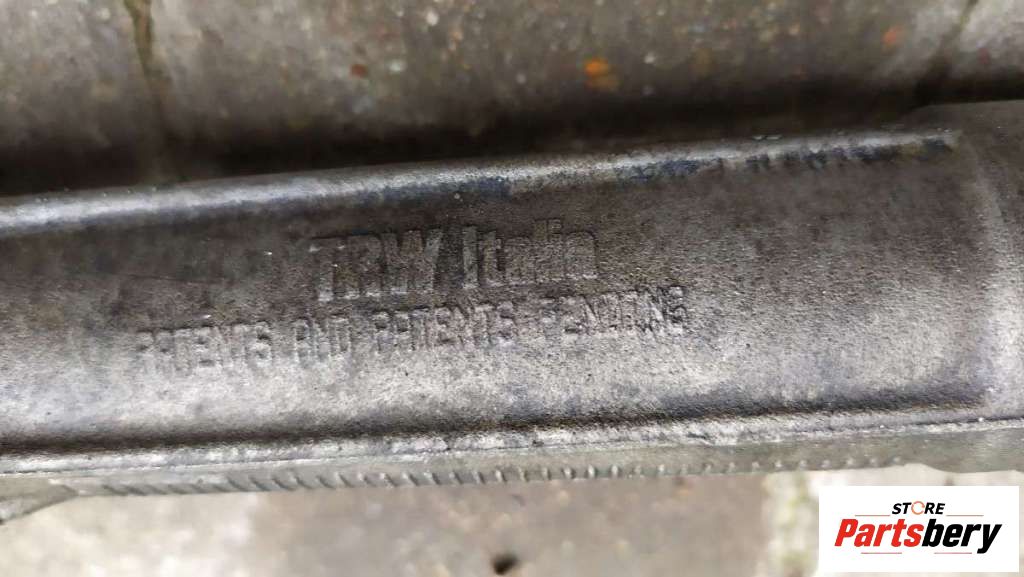 TRW Italia
PATENTS AND PATENTS PENDING
STORE
Partsbery